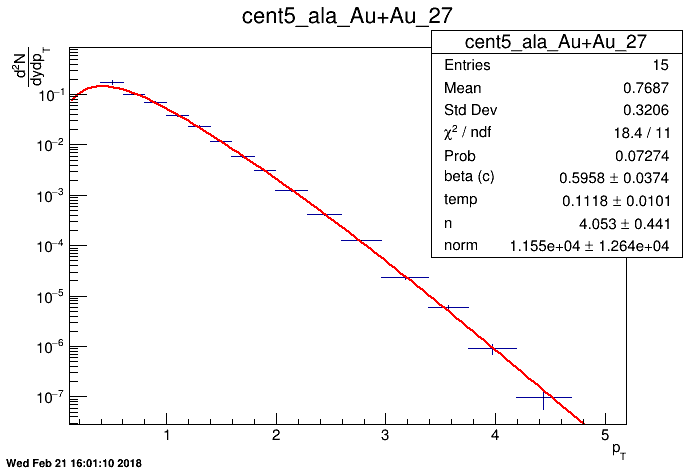 cent5_ala_Au+Au_27
d²N
dydp_T
cent5_ala_Au+Au_27
Entries 15
Mean 0.7687
Std Dev 0.3206
χ² / ndf 18.4 / 11
Prob 0.07274
beta (c) 0.5958 ± 0.0374
temp 0.1118 ± 0.0101
n 4.053 ± 0.441
norm 1.155e+04 ± 1.264e+04
10⁻¹
10⁻²
10⁻³
10⁻⁴
10⁻⁵
10⁻⁶
10⁻⁷
1 2 3 4 5
p_T
Wed Feb 21 16:01:10 2018